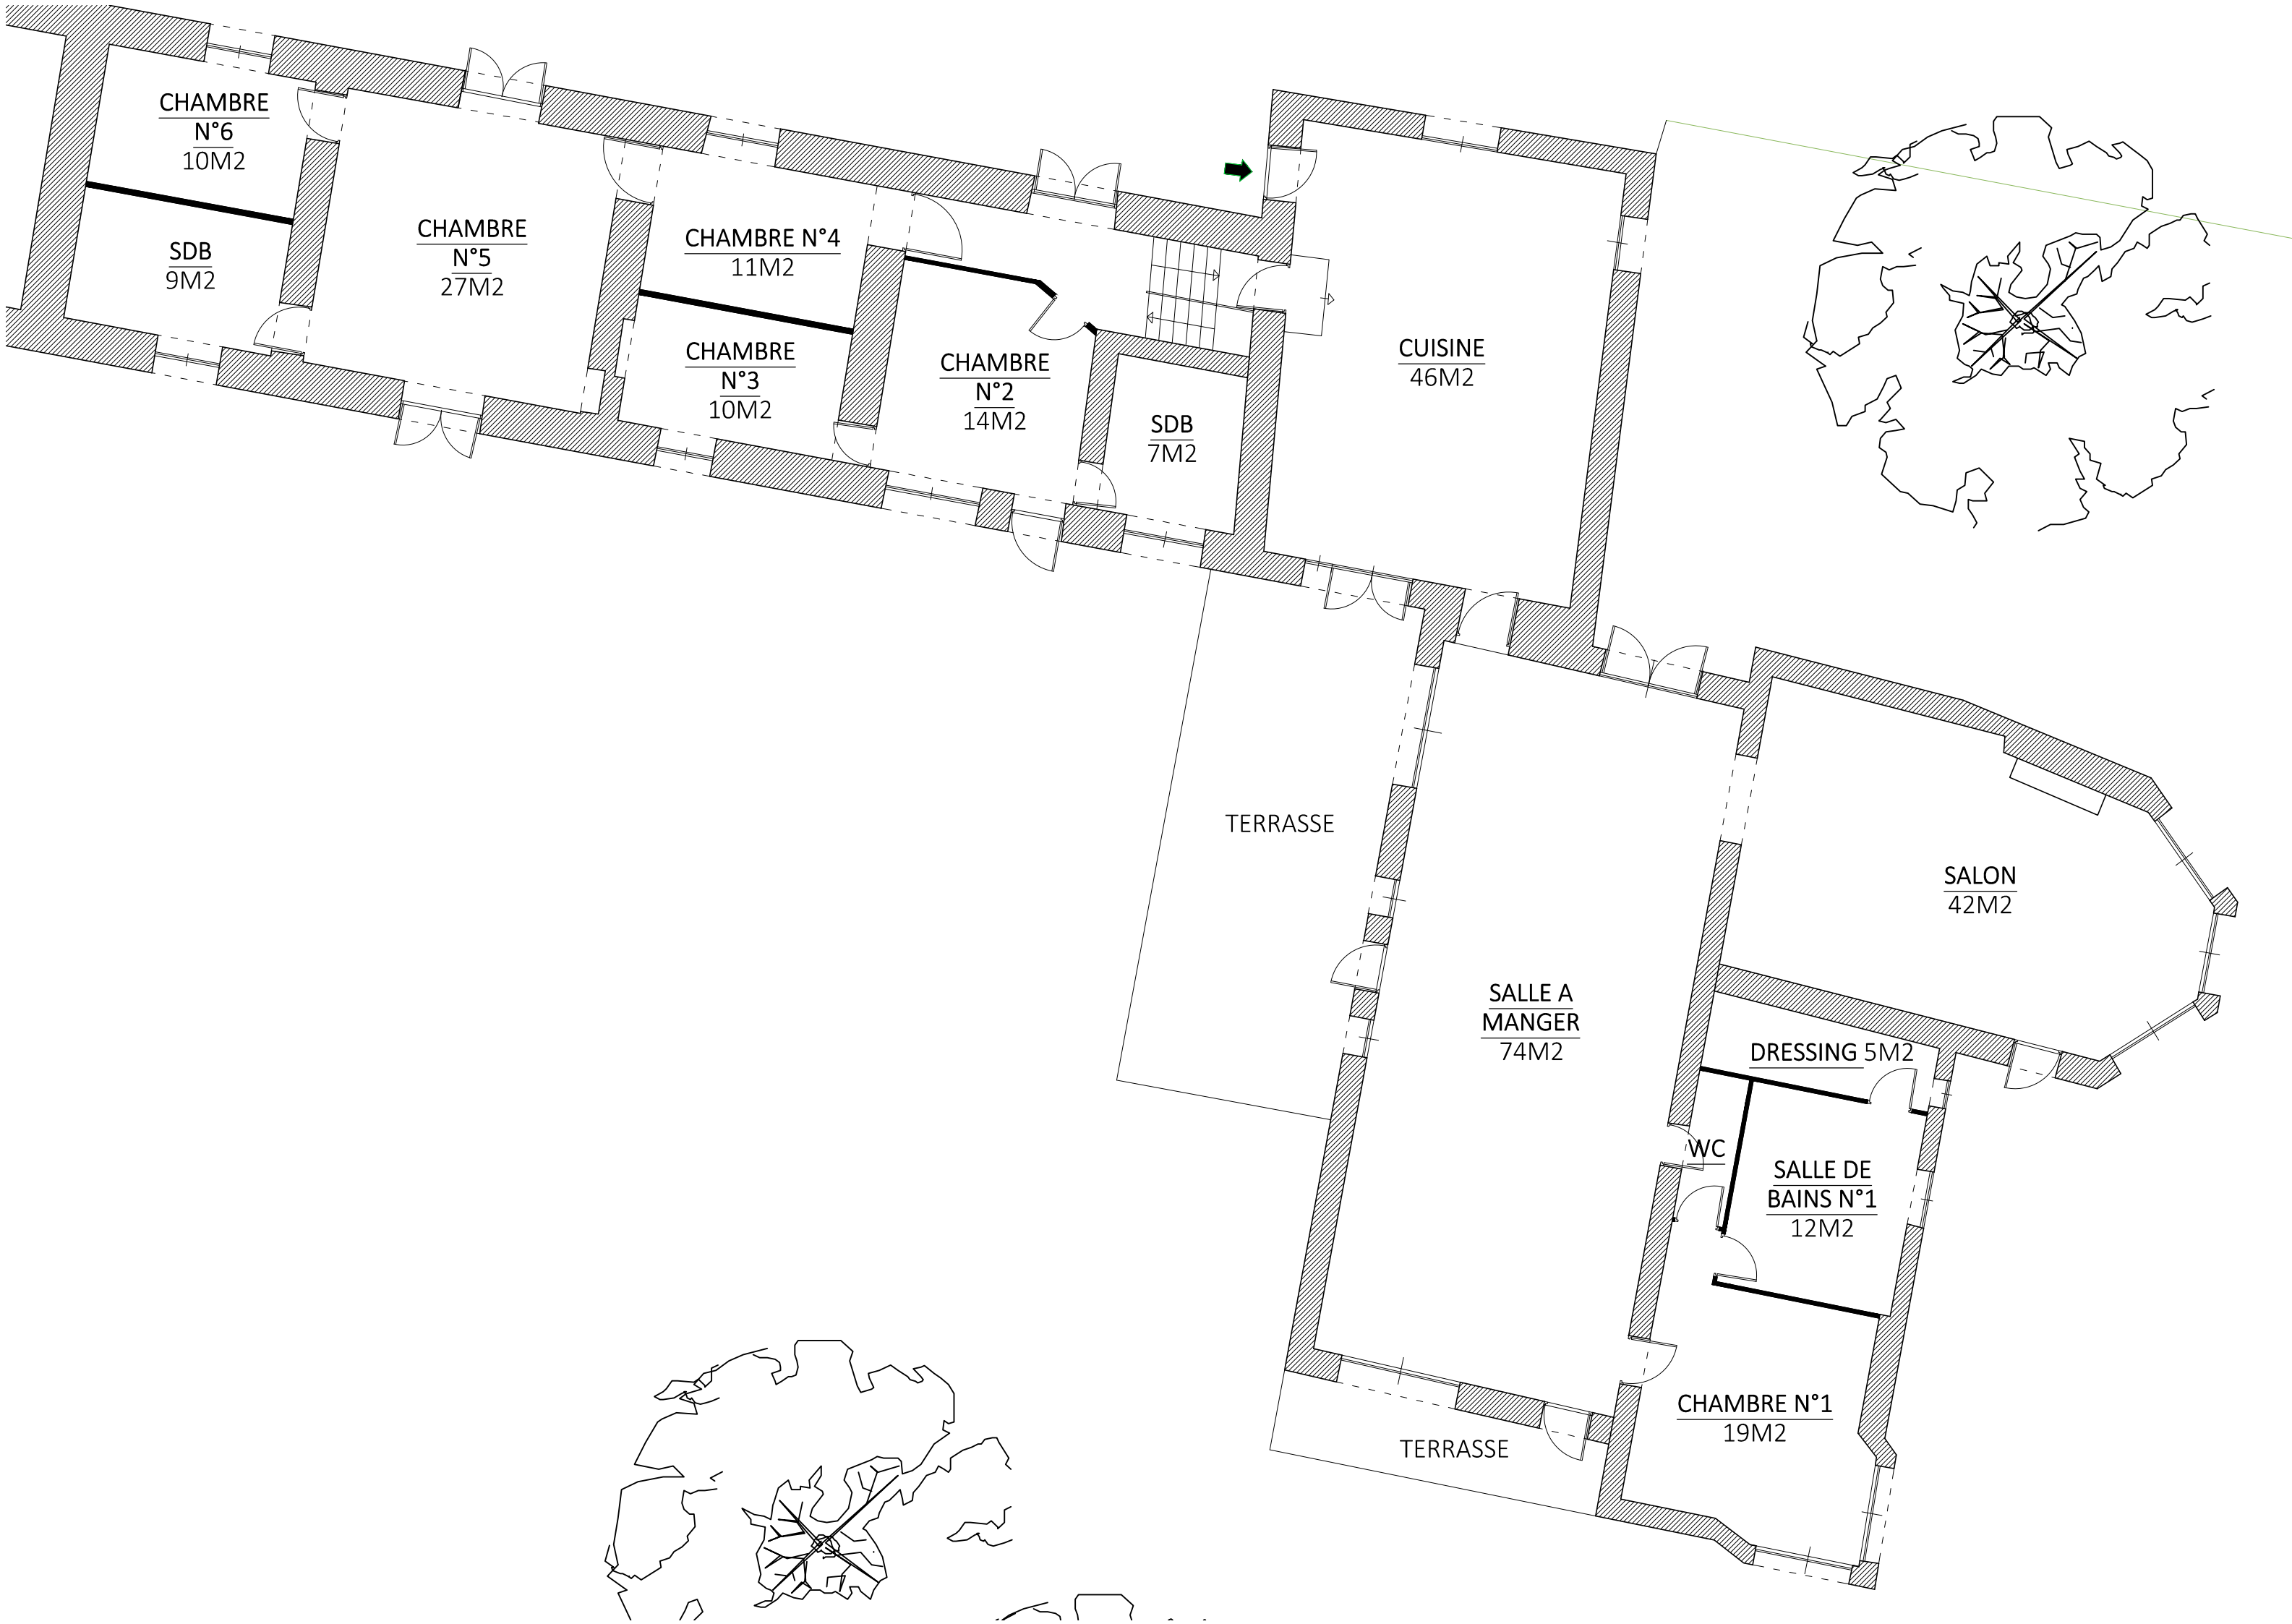 CHAMBRE
N°6
10M2
SDB
9M2
CHAMBRE
N°5
27M2
CHAMBRE N°4
11M2
CHAMBRE
N°3
10M2
CHAMBRE
N°2
14M2
SDB
7M2
CUISINE
46M2
TERRASSE
SALLE A
MANGER
74M2
SALON
42M2
DRESSING 5M2
WC
SALLE DE
BAINS N°1
12M2
CHAMBRE N°1
19M2
TERRASSE